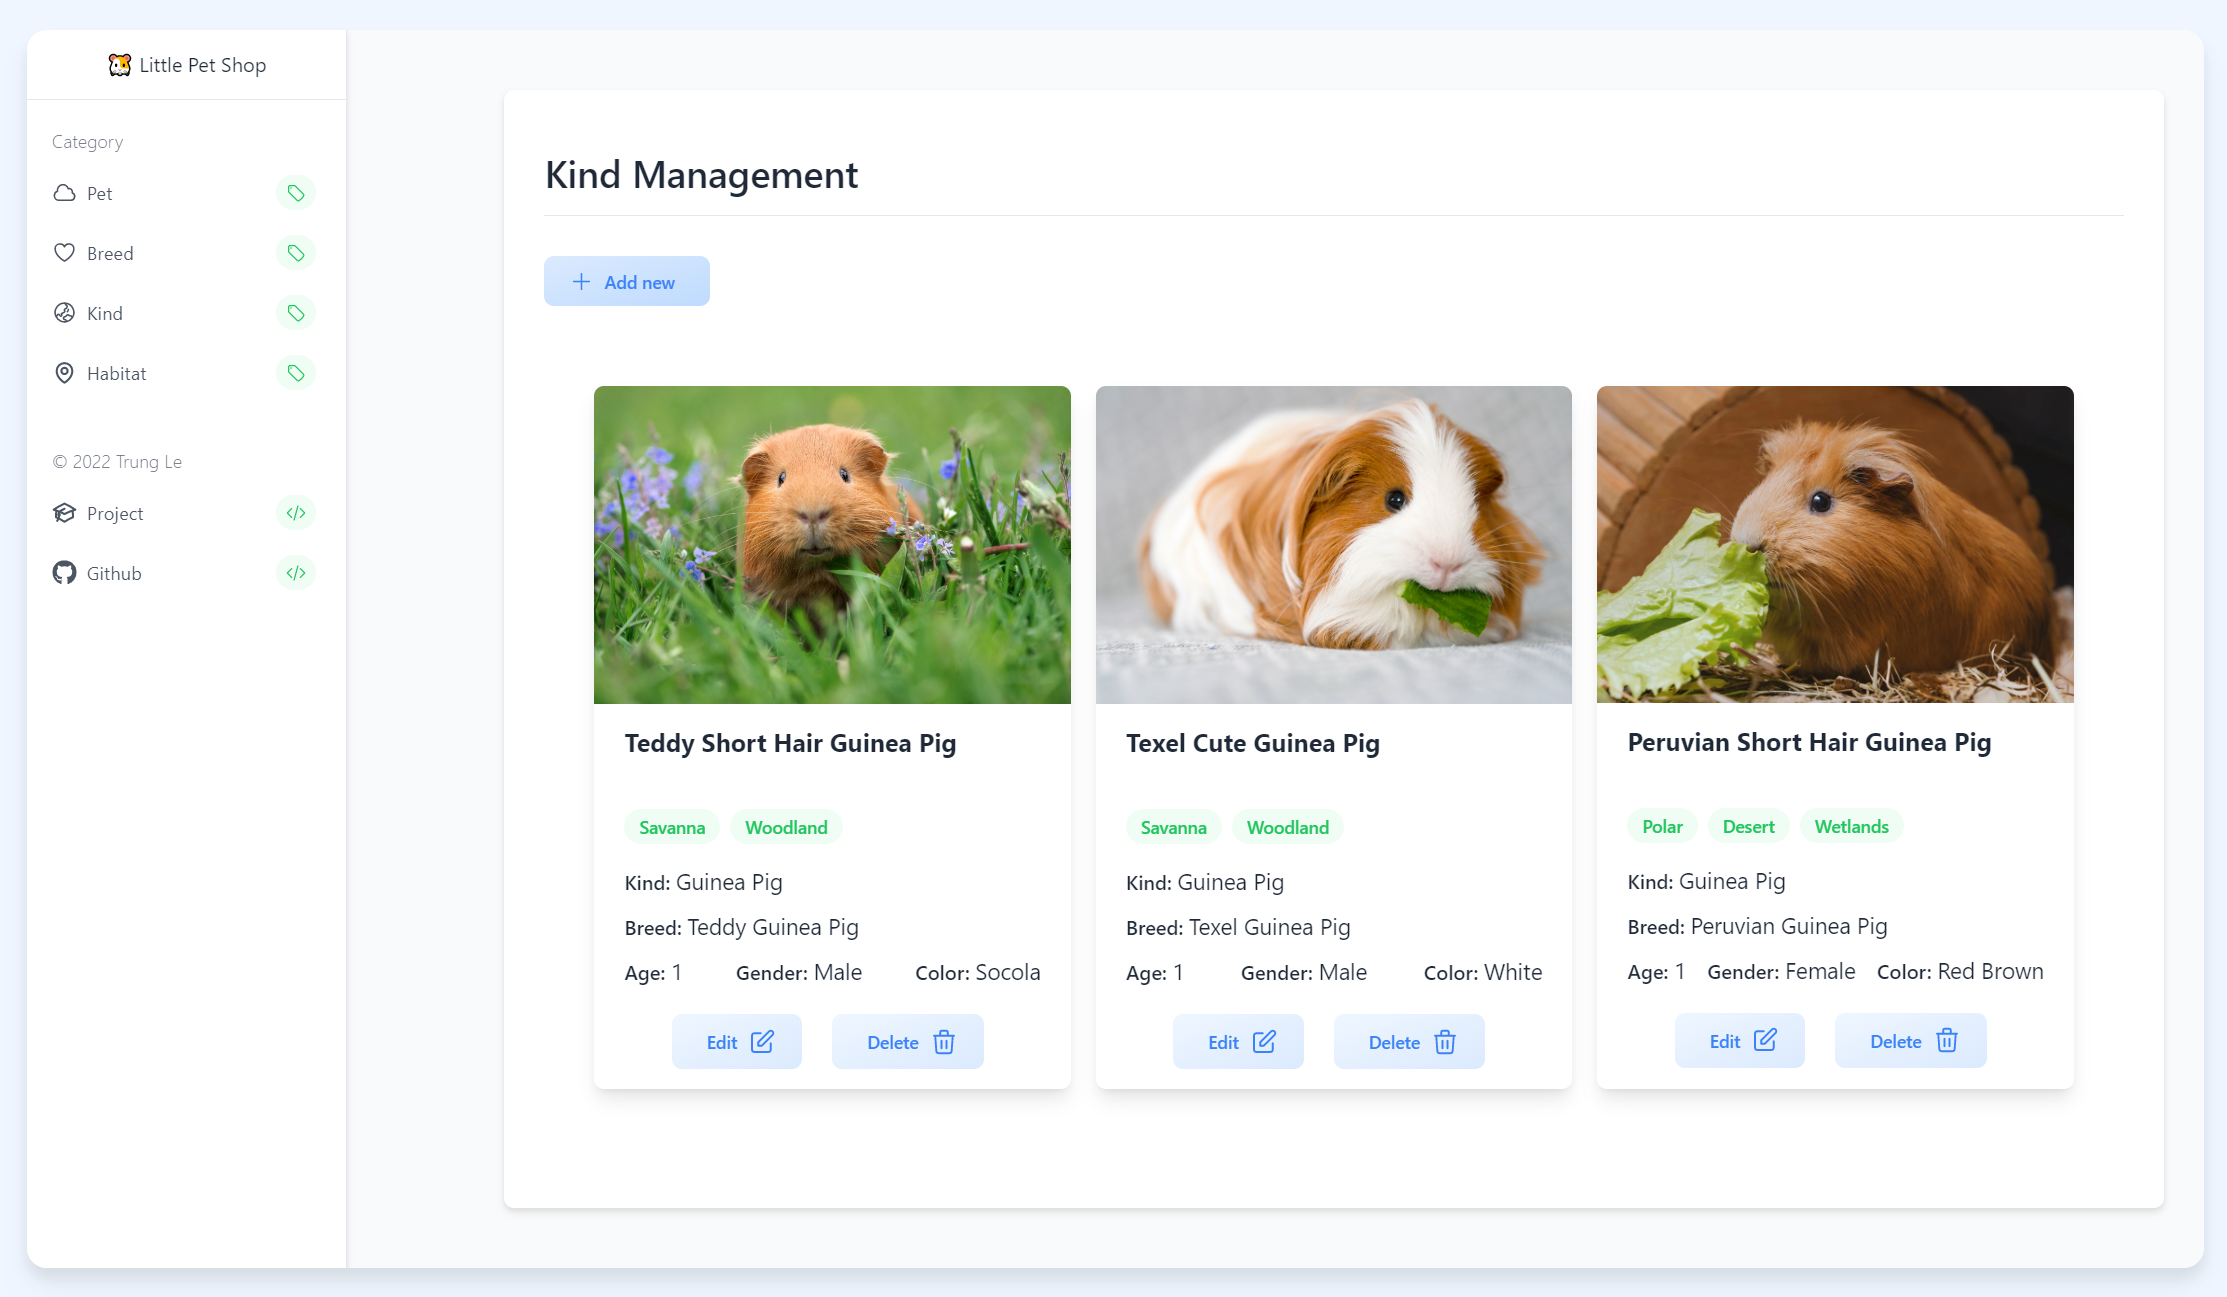 Little Pet Shop
Category
Pet
Breed
Kind
Habitat
© 2022 Trung Le
Project
Github
Kind Management
Add new
Teddy Short Hair Guinea Pig
Savanna Woodland
Kind: Guinea Pig
Breed: Teddy Guinea Pig
Age: 1 Gender: Male Color: Socola
Edit Delete
Texel Cute Guinea Pig
Savanna Woodland
Kind: Guinea Pig
Breed: Texel Guinea Pig
Age: 1 Gender: Male Color: White
Edit Delete
Peruvian Short Hair Guinea Pig
Polar Desert Wetlands
Kind: Guinea Pig
Breed: Peruvian Guinea Pig
Age: 1 Gender: Female Color: Red Brown
Edit Delete